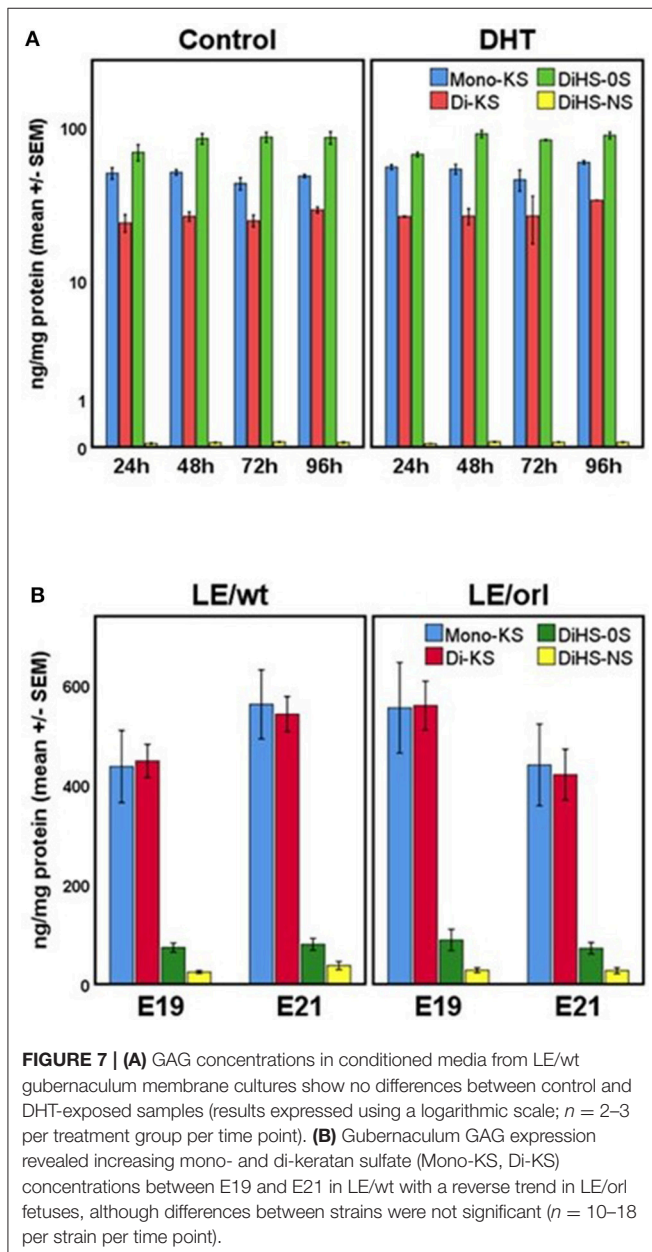 A
Control
DHT
Mono-KS
DiHS-0S
Di-KS
DiHS-NS
ng/mg protein (mean +/- SEM)
100
10
1
0
24h 48h 72h 96h
24h 48h 72h 96h
B
LE/wt
LE/orl
Mono-KS
DiHS-0S
Di-KS
DiHS-NS
ng/mg protein (mean +/- SEM)
600
400
200
0
E19 E21
E19 E21
FIGURE 7 | (A) GAG concentrations in conditioned media from LE/wt
gubernaculum membrane cultures show no differences between control and
DHT-exposed samples (results expressed using a logarithmic scale; n = 2–3
per treatment group per time point). (B) Gubernaculum GAG expression
revealed increasing mono- and di-keratan sulfate (Mono-KS, Di-KS)
concentrations between E19 and E21 in LE/wt with a reverse trend in LE/orl
fetuses, although differences between strains were not significant (n = 10–18
per strain per time point).